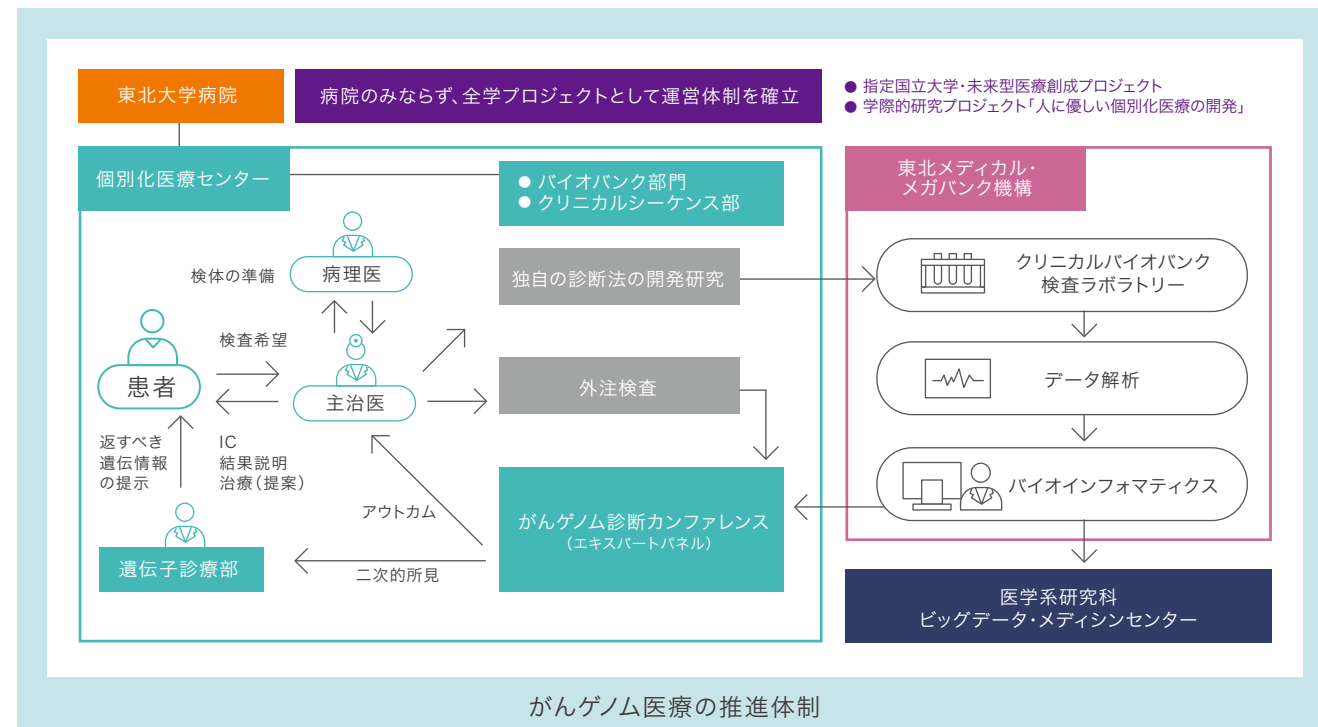 東北大学病院
病院のみならず、全学プロジェクトとして運営体制を確立
● 指定国立大学・未来型医療創成プロジェクト
● 学際的研究プロジェクト「人に優しい個別化医療の開発」
個別化医療センター
● バイオバンク部門
● クリニカルシーケンス部
検体の準備
病理医
独自の診断法の開発研究
検査希望
患者
主治医
外注検査
返すべき
遺伝情報
の提示
IC
結果説明
治療(提案)
アウトカム
がんゲノム診断カンファレンス
(エキスパートパネル)
遺伝子診療部
二次的所見
東北メディカル・
メガバンク機構
クリニカルバイオバンク
検査ラボラトリー
データ解析
バイオインフォマティクス
医学系研究科
ビッグデータ・メディシンセンター
がんゲノム医療の推進体制